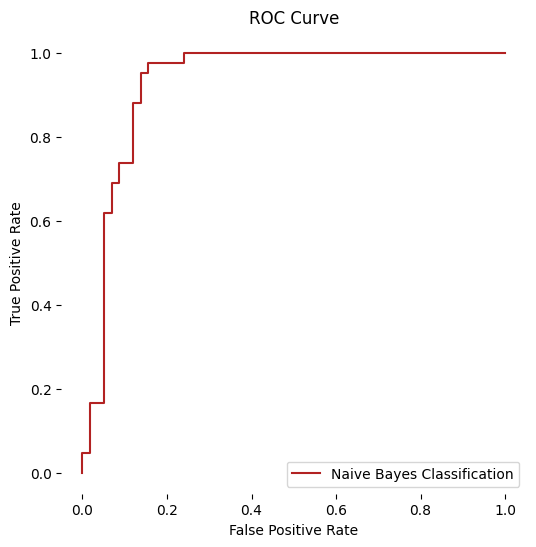 ROC Curve
True Positive Rate
1.0
0.8
0.6
0.4
0.2
0.0
Naive Bayes Classification
0.0 0.2 0.4 0.6 0.8 1.0
False Positive Rate